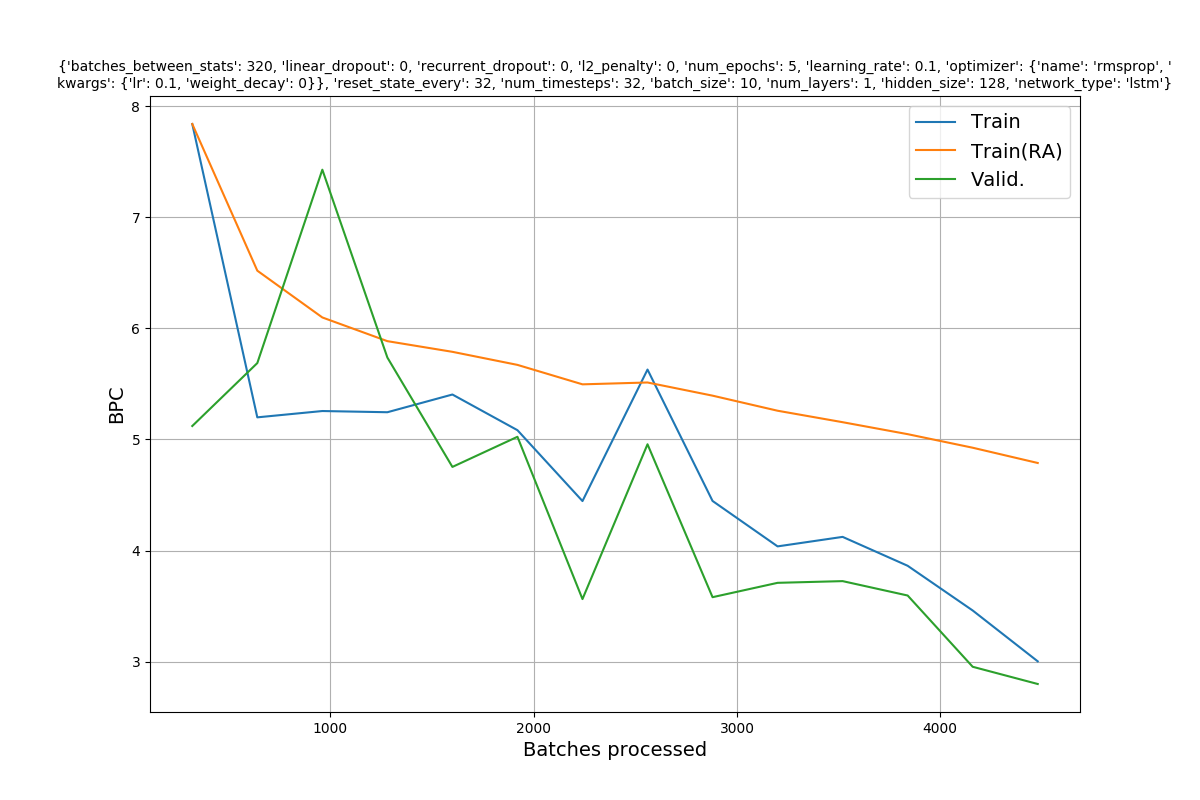 {'batches_between_stats': 320, 'linear_dropout': 0, 'recurrent_dropout': 0, 'l2_penalty': 0, 'num_epochs': 5, 'learning_rate': 0.1, 'optimizer': {'name': 'rmsprop', '
kwargs': {'lr': 0.1, 'weight_decay': 0}}, 'reset_state_every': 32, 'num_timesteps': 32, 'batch_size': 10, 'num_layers': 1, 'hidden_size': 128, 'network_type': 'lstm'}
8
7
6
5
4
3
BPC
Train
Train(RA)
Valid.
1000 2000 3000 4000
Batches processed